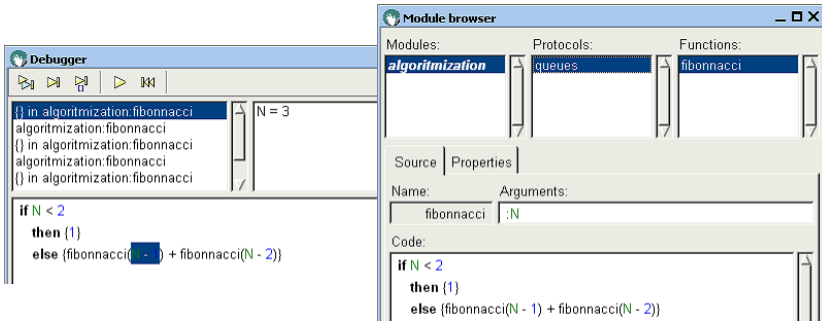 Debugger
{} in algoritmization:fibonnacci
algoritmization:fibonnacci
{} in algoritmization:fibonnacci
algoritmization:fibonnacci
{} in algoritmization:fibonnacci
N = 3
if N < 2
then {1}
else {fibonnacci(N - 1) + fibonnacci(N - 2)}
Module browser
Modules:
Protocols:
Functions:
algoritmization
queues
fibonnacci
Source
Properties
Name:
Arguments:
fibonnacci
:N
Code:
if N < 2
then {1}
else {fibonnacci(N - 1) + fibonnacci(N - 2)}